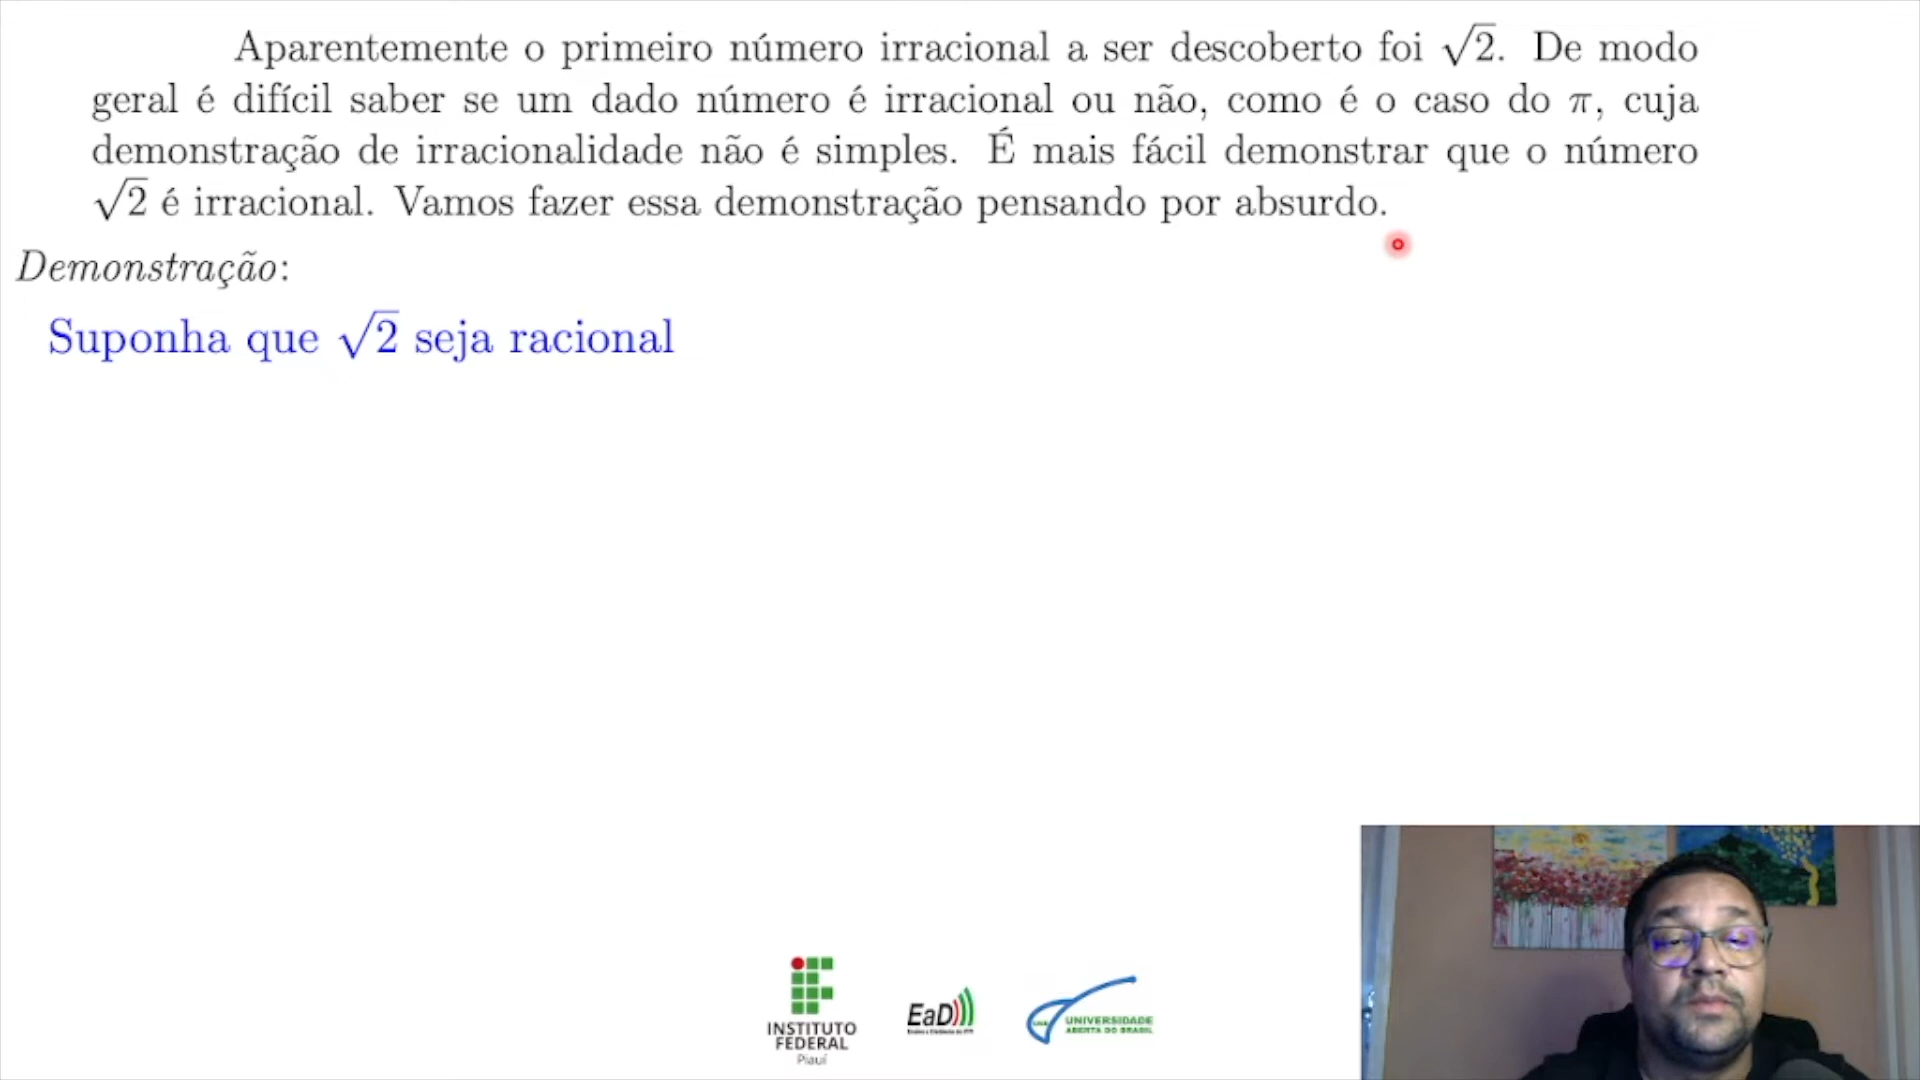 Aparentemente o primeiro número irracional a ser descoberto foi √2. De modo
geral é difícil saber se um dado número é irracional ou não, como é o caso do π, cuja
demonstração de irracionalidade não é simples. É mais fácil demonstrar que o número
√2 é irracional. Vamos fazer essa demonstração pensando por absurdo.
Demonstração:
Suponha que √2 seja racional
INSTITUTO
FEDERAL
Piauí
EaD
UNIVERSIDADE
ABERTA DO BRASIL